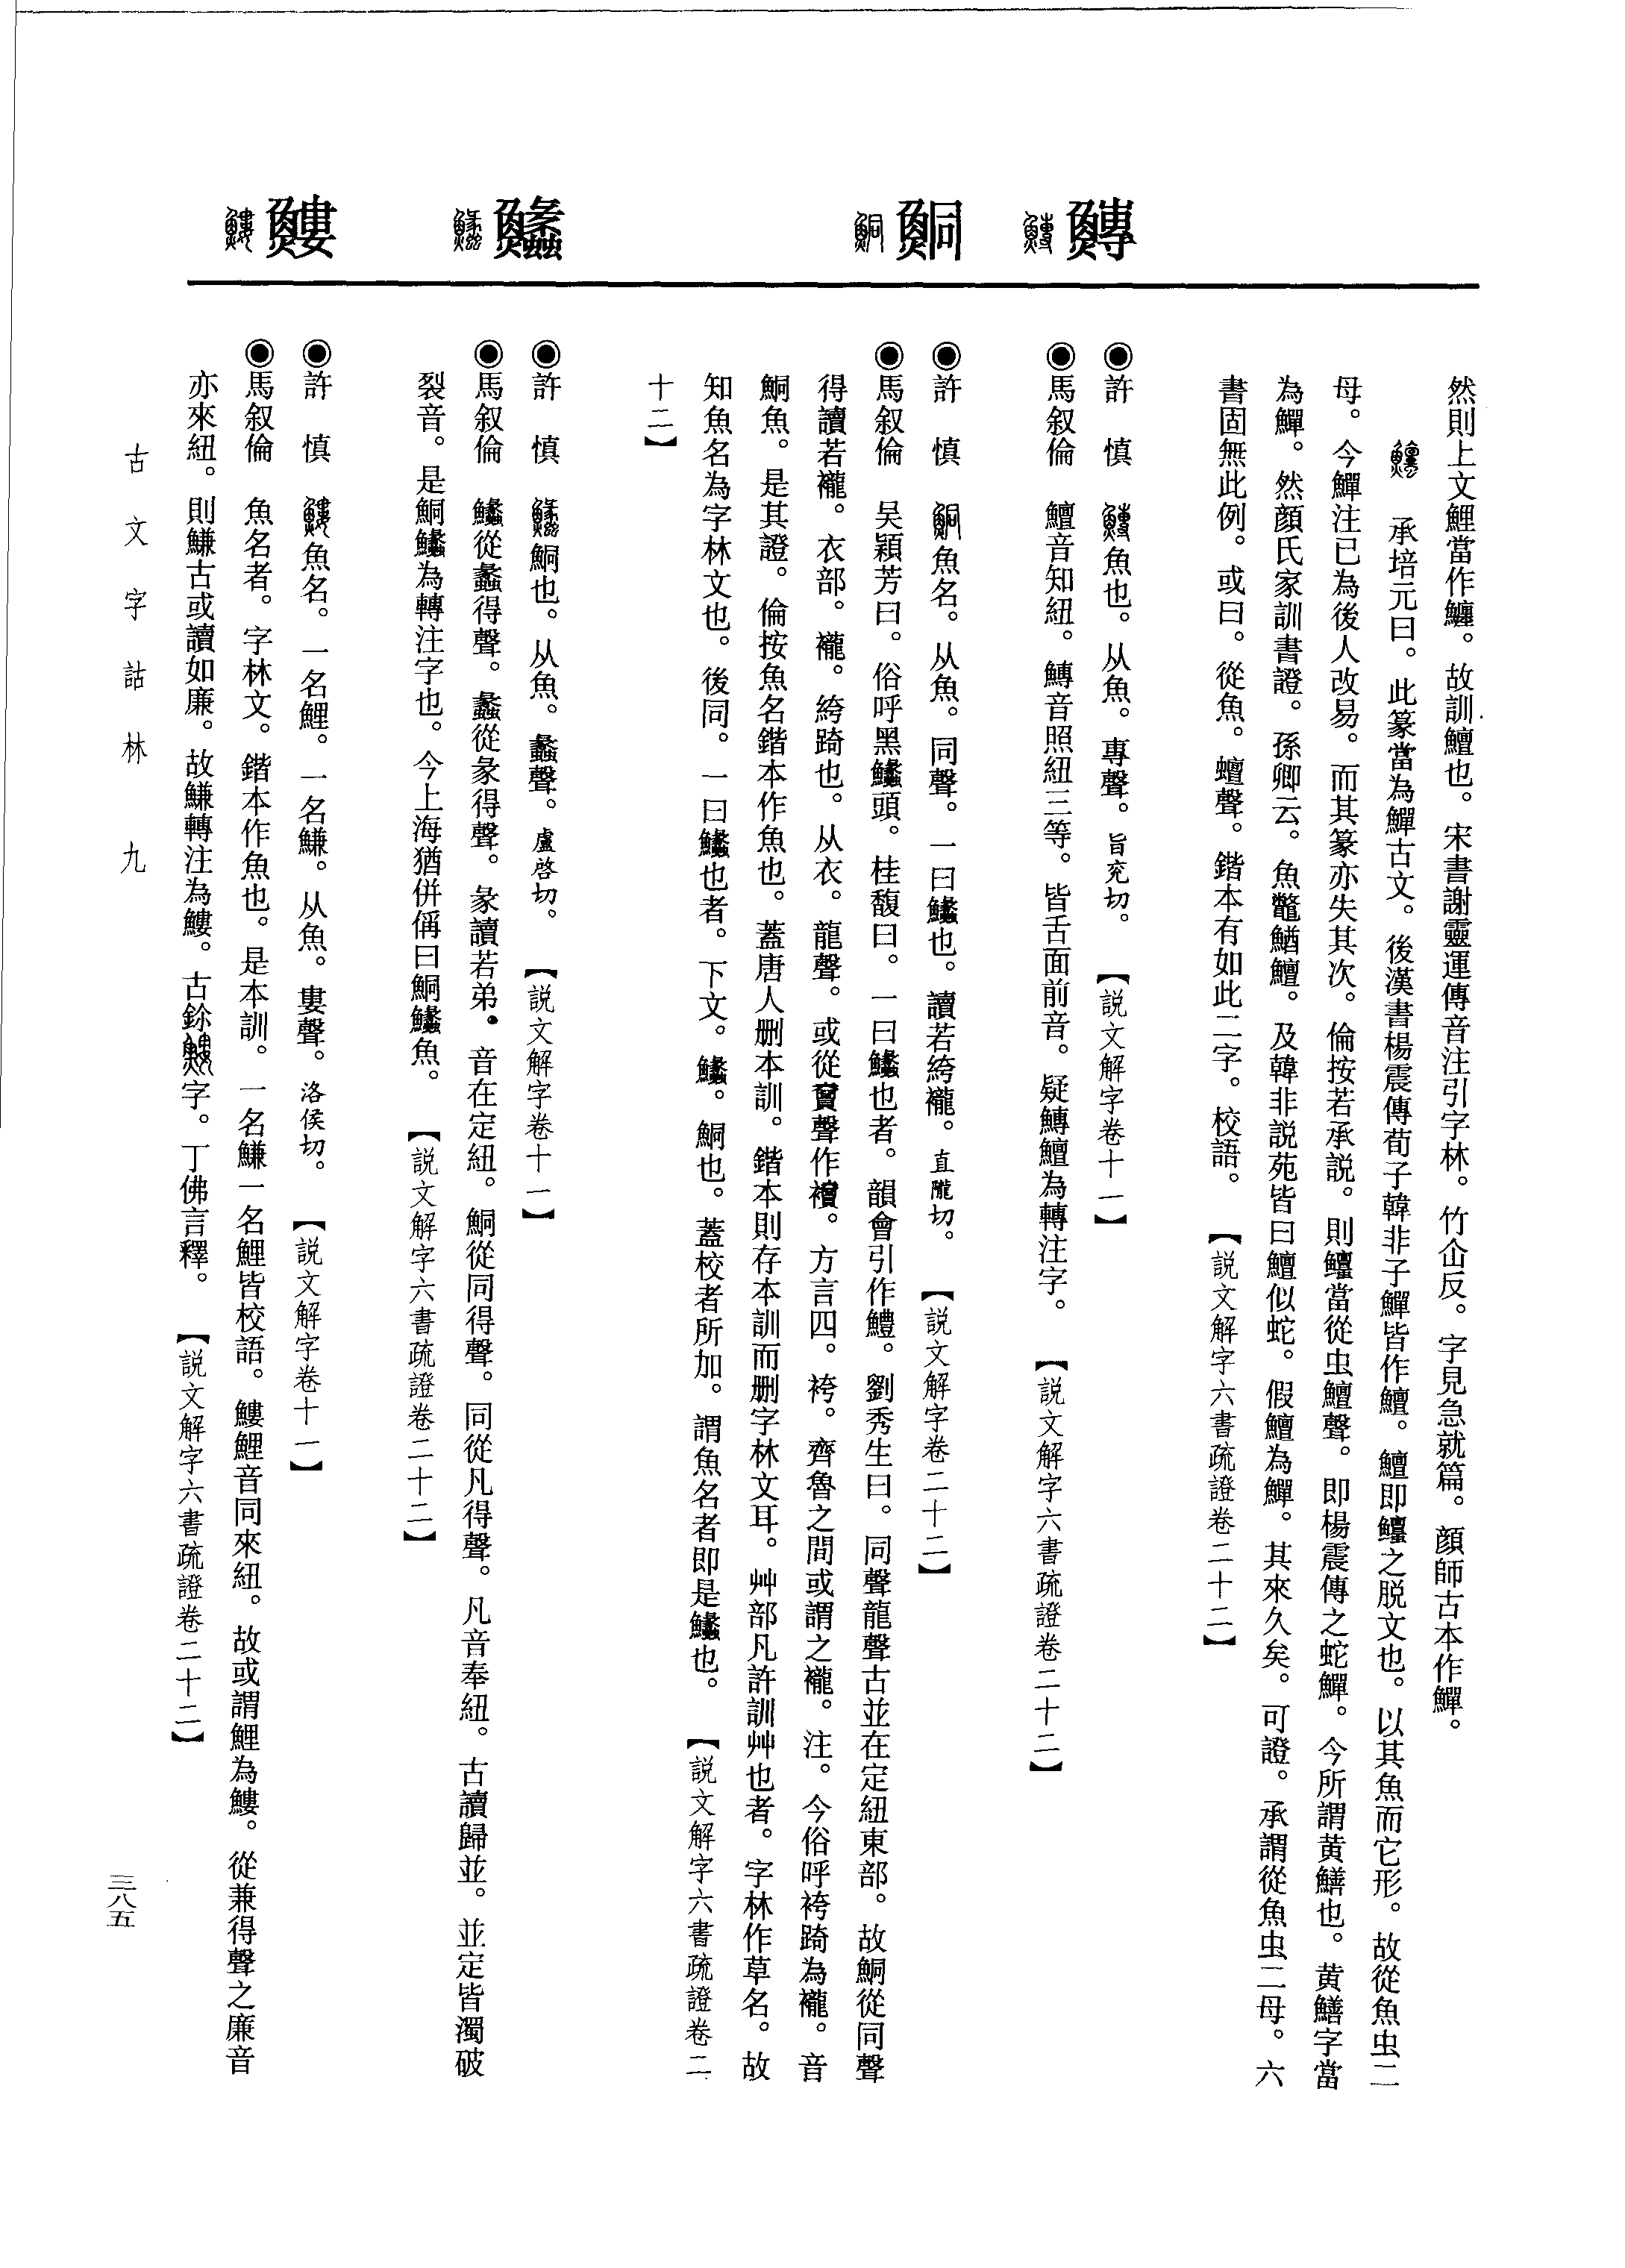 鱄
鮦
鱺
鰱
然則上文鯉當作鱺。故訓鱣也。宋書謝靈運傳音注引字林。竹仚反。字見急就篇。顏師古本作鱓。
承培元曰。此篆當為鱓古文。後漢書楊震傳荀子韓非子鱓皆作鱣。鱣即之脱文也。以其魚而它形。故從魚虫二
母。今鱓注已為後人改易。而其篆亦失其次。倫按若承説。則當從虫鱣聲。即楊震傳之蛇鱓。今所謂黄鱔也。黄鱔字當
為鱓。然顏氏家訓書證。孫卿云。魚鼈鰌鱣。及韓非説苑皆曰鱣似蛇。假鱣為鱓。其來久矣。可證。承謂從魚虫二母。六
書固無此例。或曰。從魚。蟺聲。鍇本有如此二字。校語。【説文解字六書疏證卷二十二】
◉許　慎　魚也。从魚。專聲。旨兖切。【説文解字卷十一】
◉馬叙倫　鱣音知紐。鱄音照紐三等。皆舌面前音。疑鱄鱣為轉注字。【説文解字六書疏證卷二十二】
◉許　慎　魚名。从魚。同聲。一曰鱶也。讀若絝襱。直隴切。【説文解字卷二十二】
◉馬叙倫　吴穎芳曰。俗呼黑頭。桂馥曰。一曰也者。韻會引作鱧。劉秀生曰。同聲龍聲古並在定紐東部。故鮦從同聲
得讀若襱。衣部。襱。絝踦也。从衣。龍聲。或從賣聲作襩。方言四。袴。齊魯之間或謂之襱。注。今俗呼袴踦為襱。音
鮦魚。是其證。倫按魚名鍇本作魚也。蓋唐人刪本訓。鍇本則存本訓而刪字林文耳。艸部凡許訓艸也者。字林作草名。故
知魚名為字林文也。後同。一曰也者。下文。鮦也。蓋校者所加。謂魚名者即是也。【説文解字六書疏證卷二
十二】
◉許　慎　鮦也。从魚。蠡聲。盧啓切。【説文解字卷十一】
◉馬叙倫　從蠡得聲。蠡從彖得聲。彖讀若弟。音在定紐。鮦從同得聲。同從凡得聲。凡音奉紐。古讀歸並。並定皆濁破
裂音。是鮦為轉注字也。今上海猶併偁曰鮦魚。【説文解字六書疏證卷二十二】
◉許　慎　魚名。一名鯉。一名鰜。从魚。婁聲。洛侯切。【説文解字卷十一】
◉馬叙倫　魚名者。字林文。鍇本作魚也。是本訓。一名鰜一名鯉皆校語。鰱鯉音同來紐。故或謂鯉為鰱。從兼得聲之廉音
亦來紐。則鰜古或讀如廉。故鰜轉注為鰱。古鉩字。丁佛言釋。【説文解字六書疏證卷二十二】
古文字詁林　九
三八五